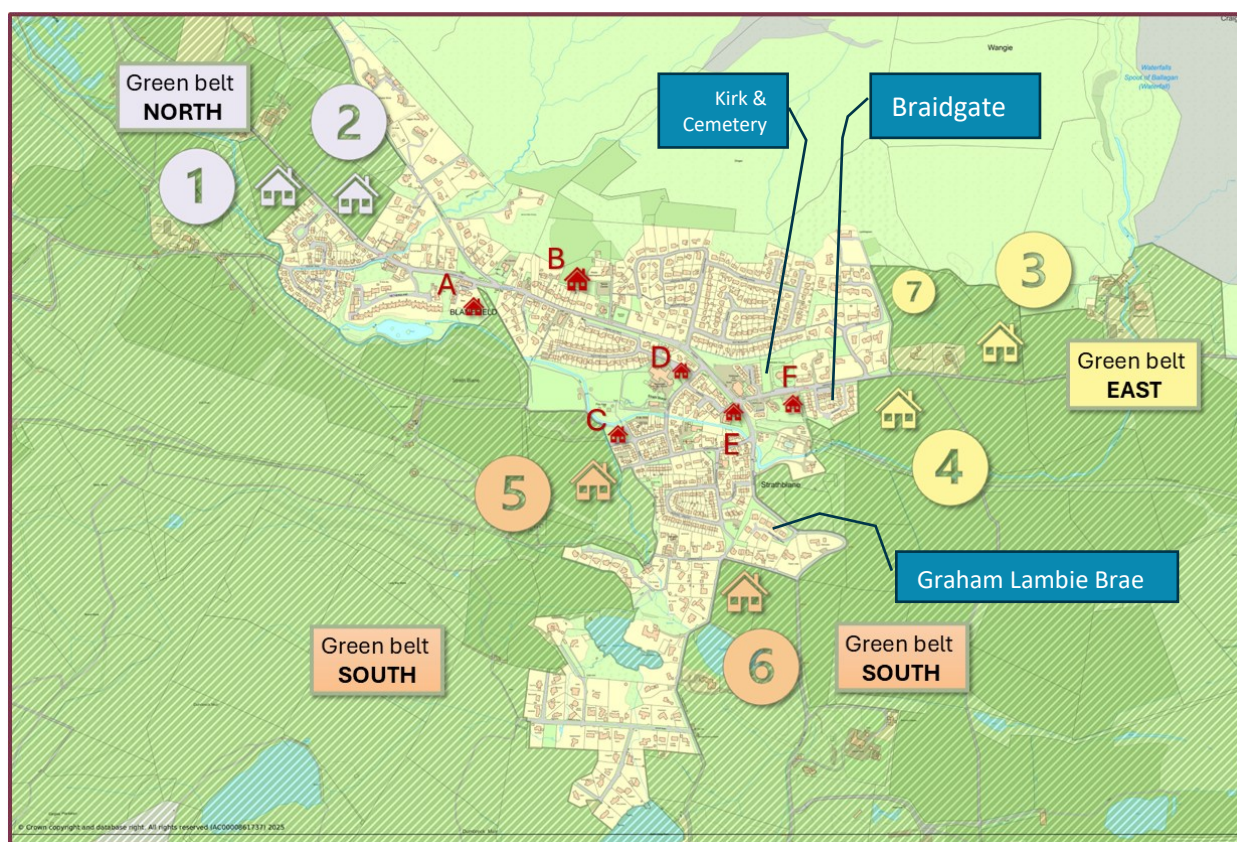 Craig
Wangie
Waterfalls
Spout of Ballagan
(Waterfall)
Green belt
NORTH
2
1
Kirk &
Cemetery
Braidgate
B
A
3
7
D
F
Green belt
EAST
C
E
5
4
Strathblane
Graham Lambie Brae
Green belt
SOUTH
6
Green belt
SOUTH
© Crown copyright and database right. All rights reserved (AC0000861737) 2025